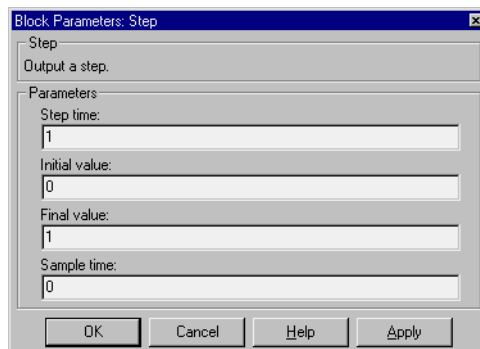 Block Parameters: Step
Step
Output a step.
Parameters
Step time:
1
Initial value:
0
Final value:
1
Sample time:
0
OK Cancel Help Apply